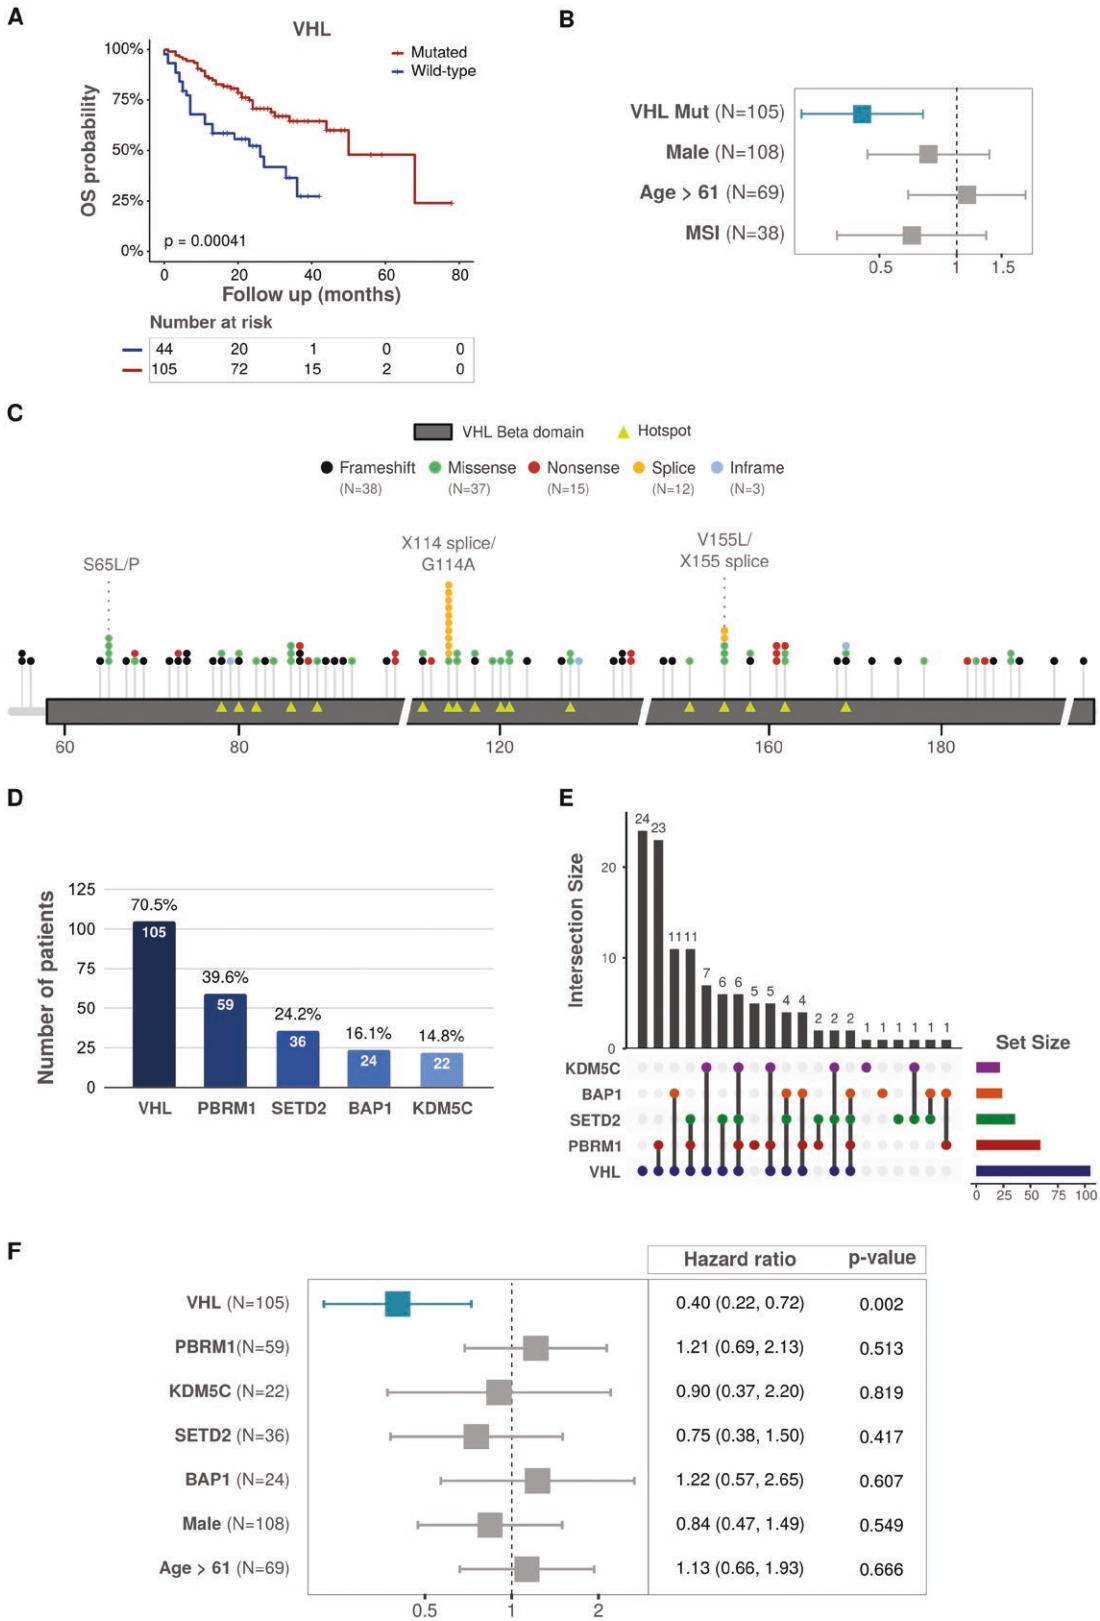 A
VHL
100%
75%
50%
25%
0%
OS probability
Mutated
Wild-type
p = 0.00041
0 20 40 60 80
Follow up (months)
Number at risk
44 20 1 0 0
105 72 15 2 0
B
VHL Mut (N=105)
Male (N=108)
Age > 61 (N=69)
MSI (N=38)
0.5 1 1.5
C
VHL Beta domain Hotspot
Frameshift Missense Nonsense Splice Inframe
(N=38) (N=37) (N=15) (N=12) (N=3)
S65L/P
X114 splice/
G114A
V155L/
X155 splice
60 80 120 160 180
D
Number of patients
125
100
75
50
25
0
70.5%
105
39.6%
59
24.2%
36
16.1%
24
14.8%
22
VHL PBRM1 SETD2 BAP1 KDM5C
E
Intersection Size
20
10
0
24 23 11 11 7 6 6 5 5 4 4 2 2 2 1 1 1 1 1 1
Set Size
KDM5C
BAP1
SETD2
PBRM1
VHL
0 25 50 75 100
F
Hazard ratio p-value
VHL (N=105) 0.40 (0.22, 0.72) 0.002
PBRM1(N=59) 1.21 (0.69, 2.13) 0.513
KDM5C (N=22) 0.90 (0.37, 2.20) 0.819
SETD2 (N=36) 0.75 (0.38, 1.50) 0.417
BAP1 (N=24) 1.22 (0.57, 2.65) 0.607
Male (N=108) 0.84 (0.47, 1.49) 0.549
Age > 61 (N=69) 1.13 (0.66, 1.93) 0.666
0.5 1 2